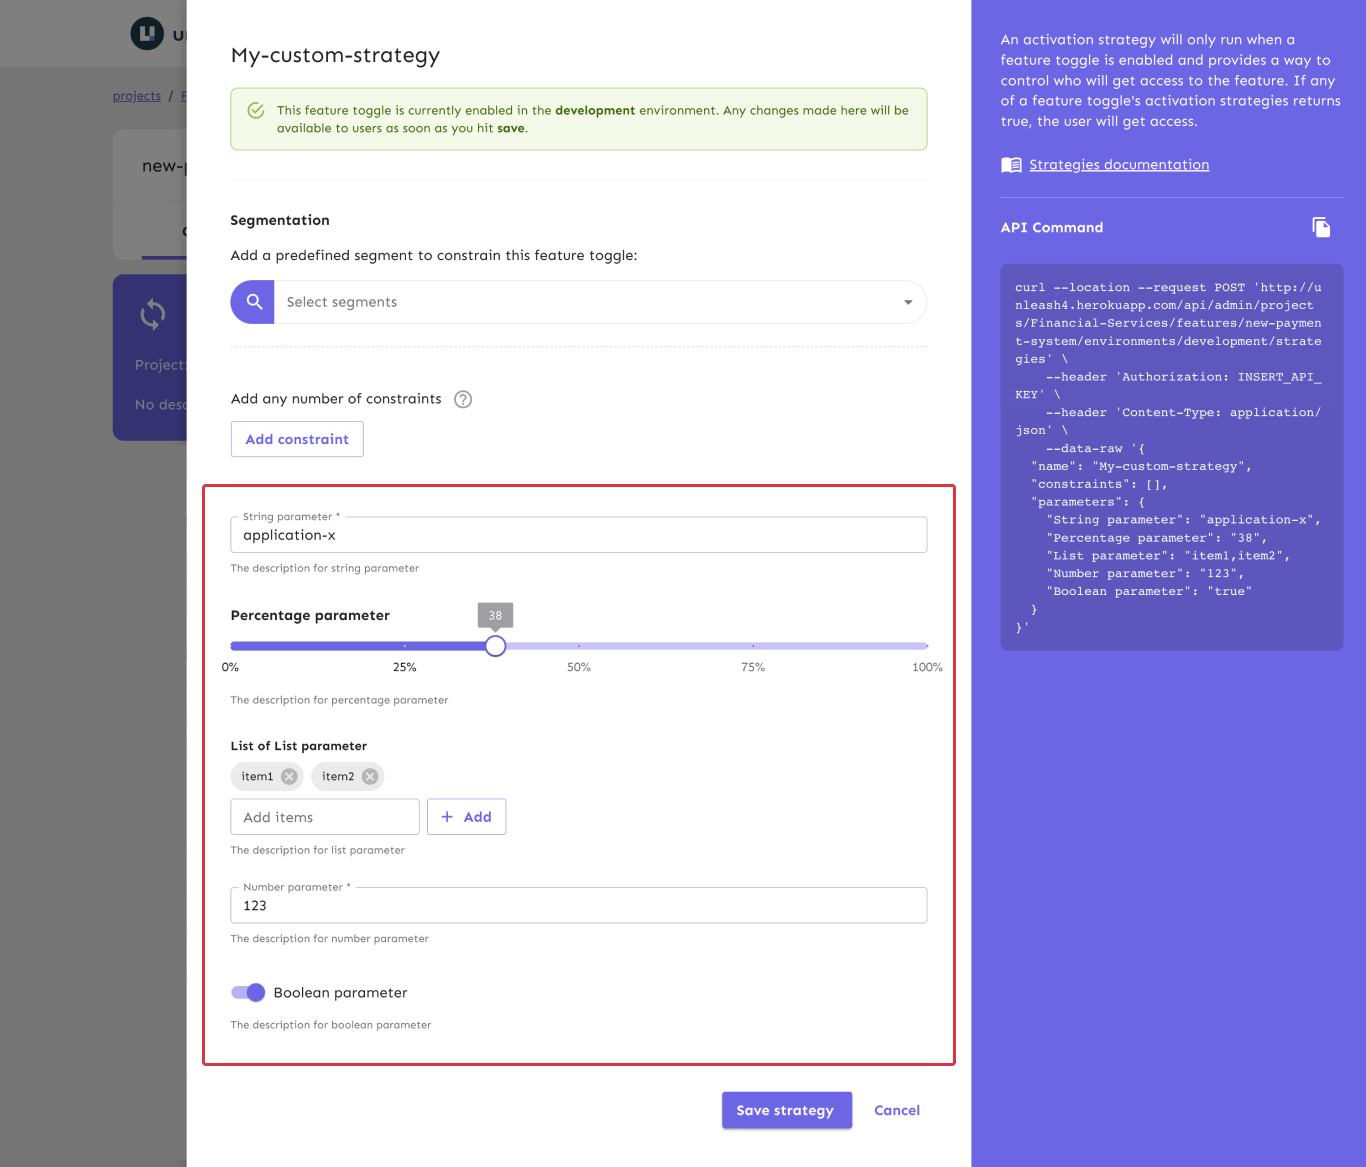 projects /
new-p
Project:
My-custom-strategy
This feature toggle is currently enabled in the development environment. Any changes made here will be
available to users as soon as you hit save.
Segmentation
Add a predefined segment to constrain this feature toggle:
Select segments
Add any number of constraints
Add constraint
String parameter *
application-x
The description for string parameter
Percentage parameter
38
0% 25% 50% 75% 100%
The description for percentage parameter
List of List parameter
item1 item2
Add items + Add
The description for list parameter
Number parameter *
123
The description for number parameter
Boolean parameter
The description for boolean parameter
Save strategy Cancel
An activation strategy will only run when a
feature toggle is enabled and provides a way to
control who will get access to the feature. If any
of a feature toggle's activation strategies returns
true, the user will get access.
Strategies documentation
API Command
curl --location --request POST 'http://u
nleash4.herokuapp.com/api/admin/project
s/Financial-Services/features/new-paymen
t-system/environments/development/strate
gies' \
--header 'Authorization: INSERT_API_
KEY' \
--header 'Content-Type: application/
json' \
--data-raw '{
"name": "My-custom-strategy",
"constraints": [],
"parameters": {
"String parameter": "application-x",
"Percentage parameter": "38",
"List parameter": "item1,item2",
"Number parameter": "123",
"Boolean parameter": "true"
}
}'